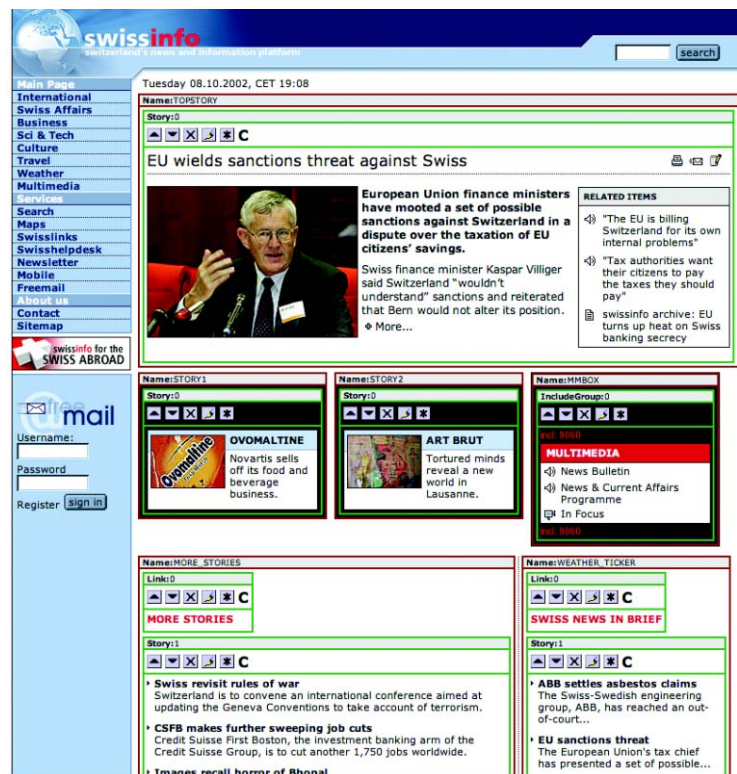 swissinfo
switzerland's news and information platform
search
Tuesday 08.10.2002, CET 19:08
Main Page
International
Swiss Affairs
Business
Sci & Tech
Culture
Travel
Weather
Multimedia
Services
Search
Maps
Swisslinks
Swisshelpdesk
Newsletter
Mobile
Freemail
About us
Contact
Sitemap
swissinfo for the
SWISS ABROAD
free
@mail
Username:
Password
Register sign in
Name:TOPSTORY
Story:0
C
EU wields sanctions threat against Swiss
European Union finance ministers
have mooted a set of possible
sanctions against Switzerland in a
dispute over the taxation of EU
citizens' savings.
Swiss finance minister Kaspar Villiger
said Switzerland "wouldn't
understand" sanctions and reiterated
that Bern would not alter its position.
More...
RELATED ITEMS
"The EU is billing
Switzerland for its own
internal problems"
"Tax authorities want
their citizens to pay
the taxes they should
pay"
swissinfo archive: EU
turns up heat on Swiss
banking secrecy
Name:STORY1
Story:0
Ovomaltine
OVOMALTINE
Novartis sells
off its food and
beverage
business.
Name:STORY2
Story:0
ART BRUT
Tortured minds
reveal a new
world in
Lausanne.
Name:MMBOX
IncludeGroup:0
incl: 9060
MULTIMEDIA
News Bulletin
News & Current Affairs
Programme
In Focus
incl: 9060
Name:MORE_STORIES
Link:0
C
MORE STORIES
Story:1
C
Swiss revisit rules of war
Switzerland is to convene an international conference aimed at
updating the Geneva Conventions to take account of terrorism.
CSFB makes further sweeping job cuts
Credit Suisse First Boston, the investment banking arm of the
Credit Suisse Group, is to cut another 1,750 jobs worldwide.
Images recall horror of Bhopal
Name:WEATHER_TICKER
Link:0
C
SWISS NEWS IN BRIEF
Story:1
C
ABB settles asbestos claims
The Swiss-Swedish engineering
group, ABB, has reached an out-
of-court...
EU sanctions threat
The European Union's tax chief
has presented a set of possible...